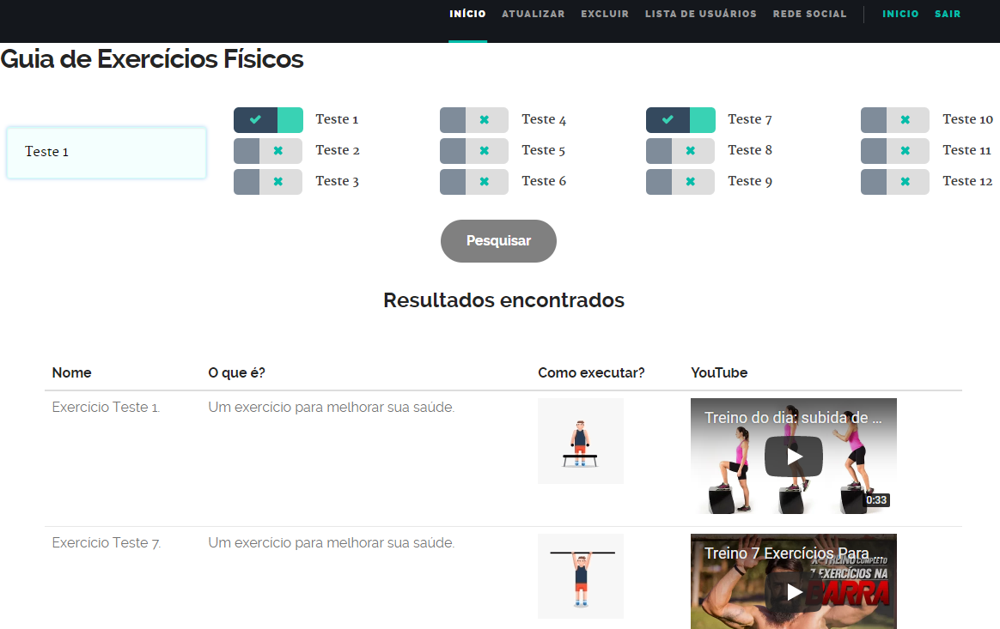 INÍCIO ATUALIZAR EXCLUIR LISTA DE USUÁRIOS REDE SOCIAL INICIO SAIR
Guia de Exercícios Físicos
Teste 1
Teste 1 Teste 4 Teste 7 Teste 10
Teste 2 Teste 5 Teste 8 Teste 11
Teste 3 Teste 6 Teste 9 Teste 12
Pesquisar
Resultados encontrados
Nome O que é? Como executar? YouTube
Exercício Teste 1. Um exercicio para melhorar sua saúde.
Treino do dia: subida de ...
0:33
Exercício Teste 7. Um exercicio para melhorar sua saúde.
Treino 7 Exercícios Para
TREINO COMPLETO
7 EXERCÍCIOS NA
BARRA